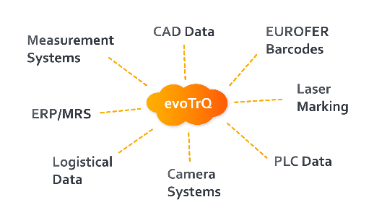 CAD Data
EUROFER
Barcodes
Measurement
Systems
evoTrQ
Laser
Marking
ERP/MRS
Logistical
Data
Camera
Systems
PLC Data